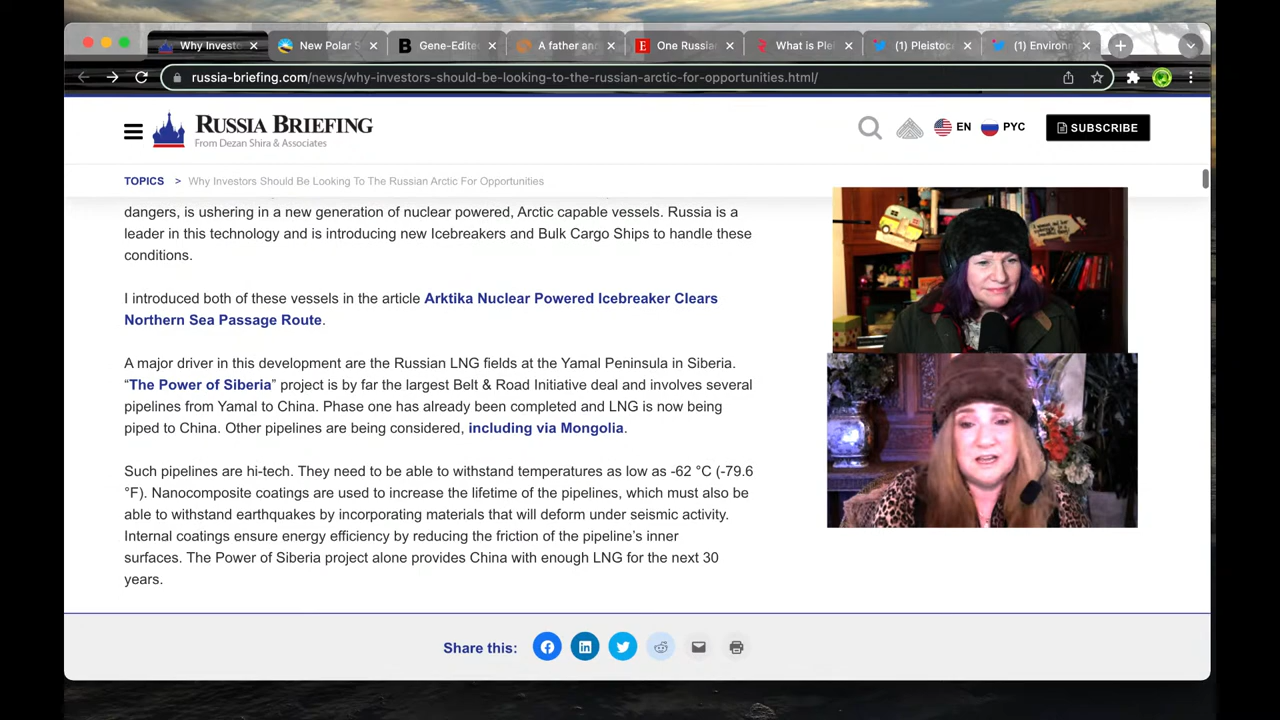 Why Invest
New Polar S
Gene-Edite
A father an
One Russia
What is Ple
(1) Pleistoc
(1) Environ
russia-briefing.com/news/why-investors-should-be-looking-to-the-russian-arctic-for-opportunities.html/
RUSSIA BRIEFING
From Dezan Shira & Associates
EN
РУС
SUBSCRIBE
TOPICS > Why Investors Should Be Looking To The Russian Arctic For Opportunities
dangers, is ushering in a new generation of nuclear powered, Arctic capable vessels. Russia is a
leader in this technology and is introducing new Icebreakers and Bulk Cargo Ships to handle these
conditions.
I introduced both of these vessels in the article Arktika Nuclear Powered Icebreaker Clears
Northern Sea Passage Route.
A major driver in this development are the Russian LNG fields at the Yamal Peninsula in Siberia.
“The Power of Siberia” project is by far the largest Belt & Road Initiative deal and involves several
pipelines from Yamal to China. Phase one has already been completed and LNG is now being
piped to China. Other pipelines are being considered, including via Mongolia.
Such pipelines are hi-tech. They need to be able to withstand temperatures as low as -62 °C (-79.6
°F). Nanocomposite coatings are used to increase the lifetime of the pipelines, which must also be
able to withstand earthquakes by incorporating materials that will deform under seismic activity.
Internal coatings ensure energy efficiency by reducing the friction of the pipeline’s inner
surfaces. The Power of Siberia project alone provides China with enough LNG for the next 30
years.
Share this: